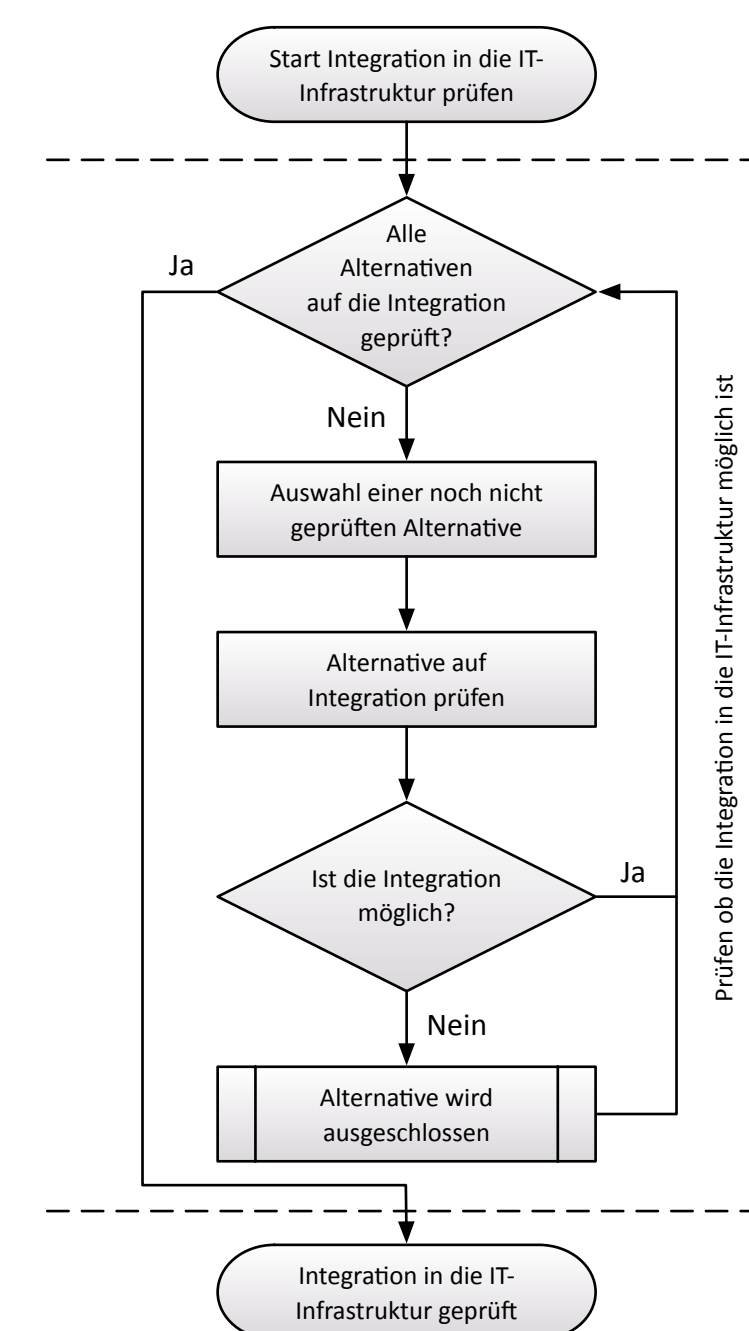 Start Integration in die IT-
Infrastruktur prüfen
Alle
Alternativen
auf die Integration
geprüft?
Ja
Nein
Auswahl einer noch nicht
geprüften Alternative
Alternative auf
Integration prüfen
Ist die Integration
möglich?
Ja
Nein
Alternative wird
ausgeschlossen
Prüfen ob die Integration in die IT-Infrastruktur möglich ist
Integration in die IT-
Infrastruktur geprüft